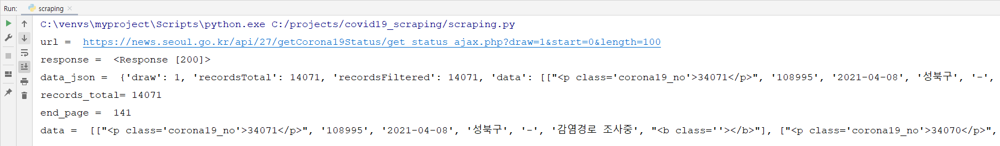 Run: scraping
C:\venvs\myproject\Scripts\python.exe C:/projects/covid19_scraping/scraping.py
url =  https://news.seoul.go.kr/api/27/getCorona19Status/get_status_ajax.php?draw=1&start=0&length=100
response =  <Response [200]>
data_json =  {'draw': 1, 'recordsTotal': 14071, 'recordsFiltered': 14071, 'data': [["<p class='corona19_no'>34071</p>", '108995', '2021-04-08', '성북구', '-',
records_total= 14071
end_page =  141
data =  [["<p class='corona19_no'>34071</p>", '108995', '2021-04-08', '성북구', '-', '감염경로 조사중', "<b class=''></b>"], ["<p class='corona19_no'>34070</p>",